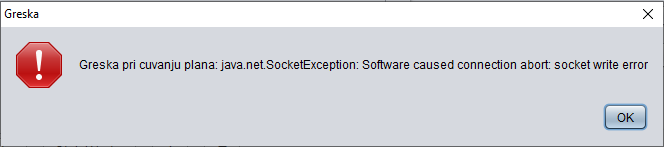 Greska
Greska pri cuvanju plana: java.net.SocketException: Software caused connection abort: socket write error
OK